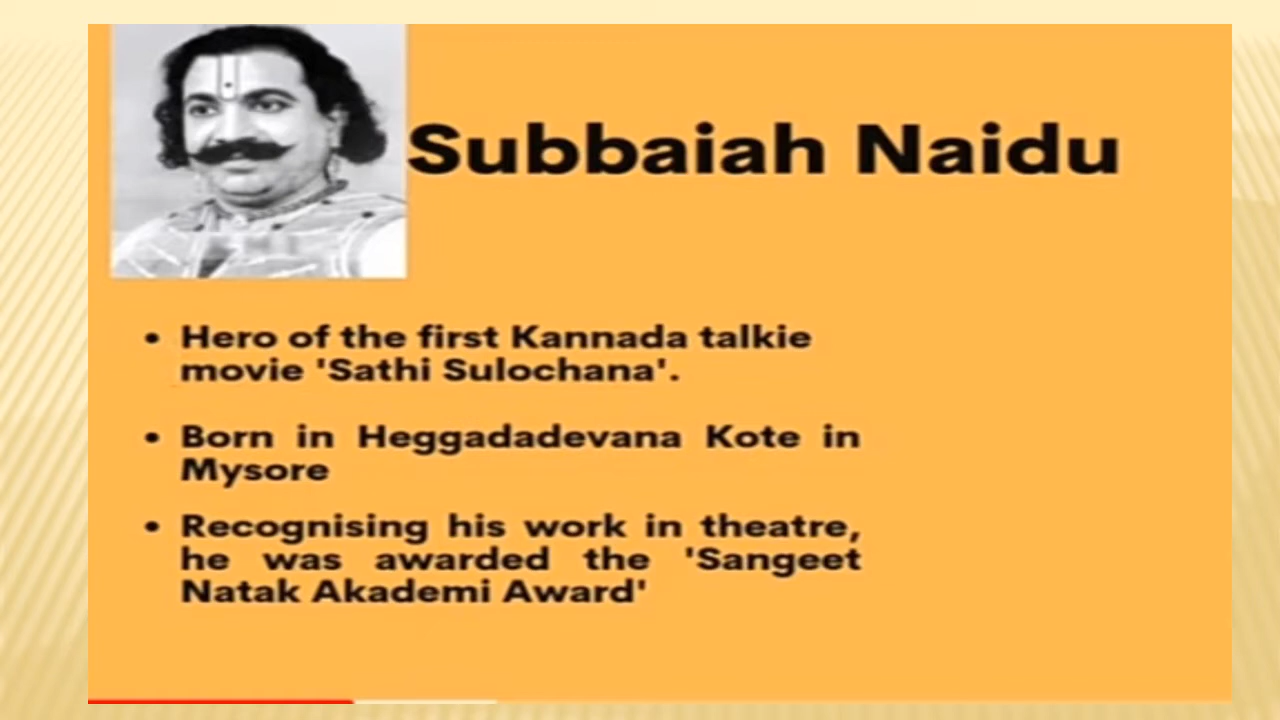 Subbaiah Naidu
• Hero of the first Kannada talkie
movie 'Sathi Sulochana'.
• Born in Heggadadevana Kote in
Mysore
• Recognising his work in theatre,
he was awarded the 'Sangeet
Natak Akademi Award'